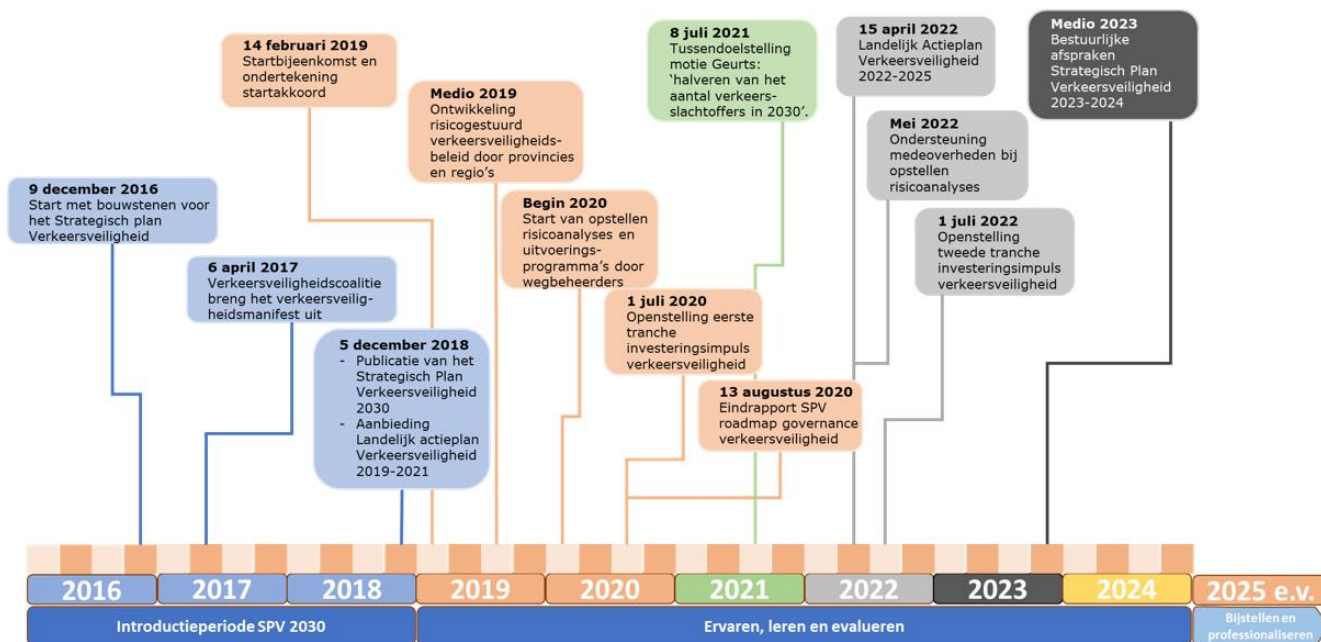 14 februari 2019
Startbijeenkomst en
ondertekening
startakkoord
8 juli 2021
Tussendoelstelling
motie Geurts:
‘halveren van het
aantal verkeers-
slachtoffers in 2030’.
15 april 2022
Landelijk Actieplan
Verkeersveiligheid
2022-2025
Medio 2023
Bestuurlijke
afspraken
Strategisch Plan
Verkeersveiligheid
2023-2024
Medio 2019
Ontwikkeling
risicogestuurd
verkeersveiligheids-
beleid door provincies
en regio’s
Mei 2022
Ondersteuning
medeoverheden bij
opstellen
risicoanalyses
9 december 2016
Start met bouwstenen voor
het Strategisch plan
Verkeersveiligheid
Begin 2020
Start van opstellen
risicoanalyses en
uitvoerings-
programma’s door
wegbeheerders
1 juli 2022
Openstelling
tweede tranche
investeringsimpuls
verkeersveiligheid
6 april 2017
Verkeersveiligheidscoalitie
breng het verkeersveilig-
heidsmanifest uit
1 juli 2020
Openstelling eerste
tranche
investeringsimpuls
verkeersveiligheid
5 december 2018
- Publicatie van het
Strategisch Plan
Verkeersveiligheid
2030
- Aanbieding
Landelijk actieplan
Verkeersveiligheid
2019-2021
13 augustus 2020
Eindrapport SPV
roadmap governance
verkeersveiligheid
2016 2017 2018 2019 2020 2021 2022 2023 2024 2025 e.v.
Introductieperiode SPV 2030
Ervaren, leren en evalueren
Bijstellen en
professionaliseren